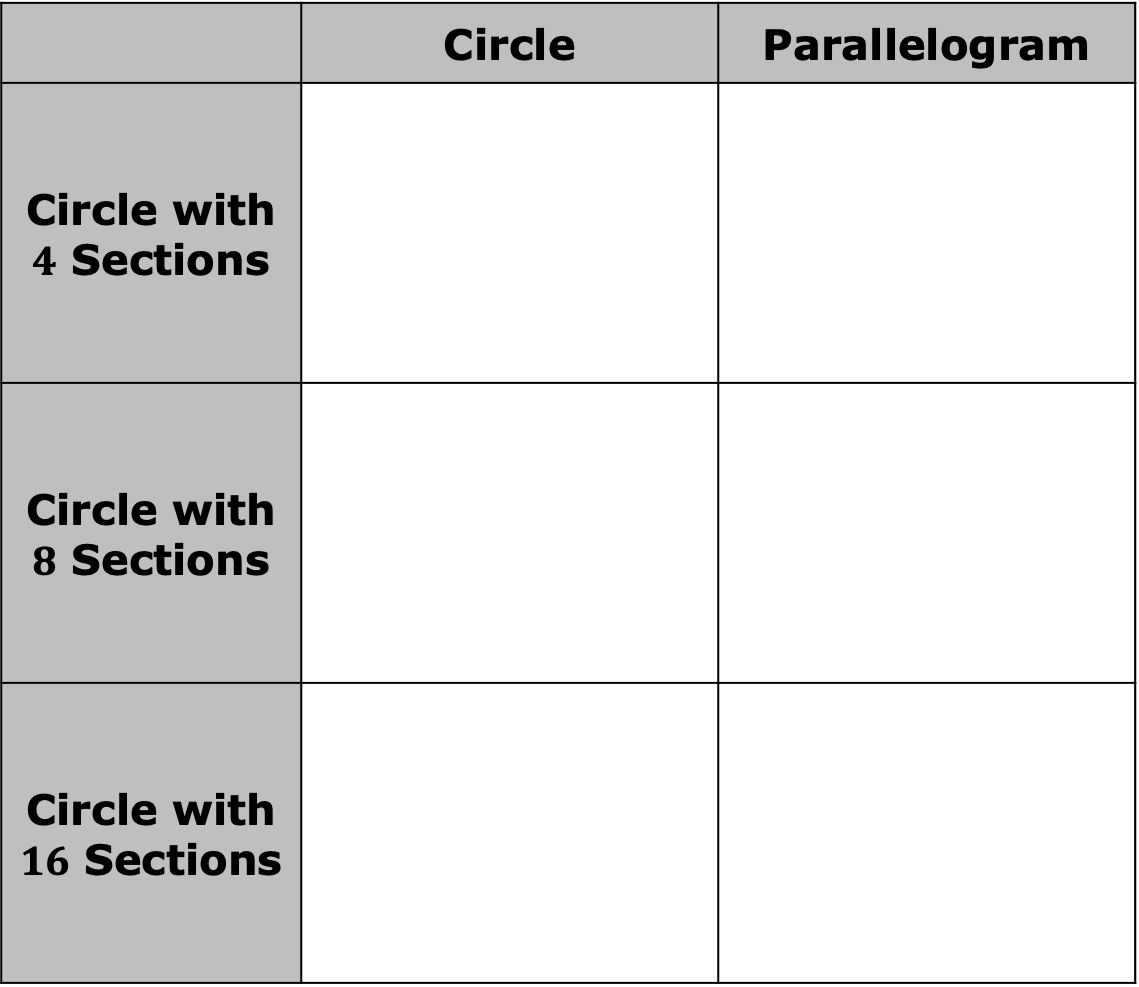 Circle
Parallelogram
Circle with
4 Sections
Circle with
8 Sections
Circle with
16 Sections